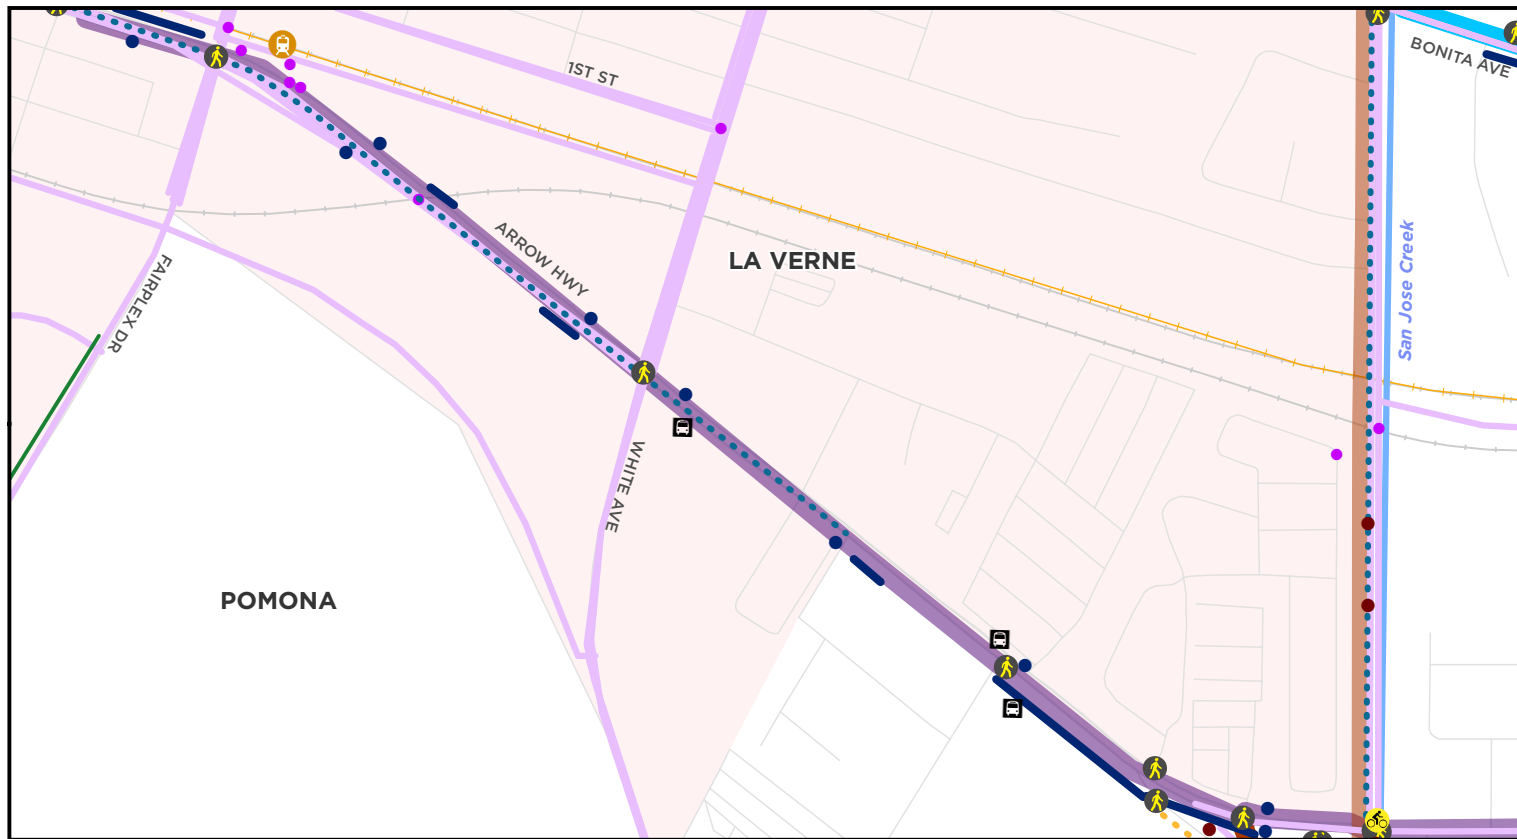 BONITA AVE
1ST ST
ARROW HWY
LA VERNE
San Jose Creek
FAIRPLEX DR
WHITE AVE
POMONA